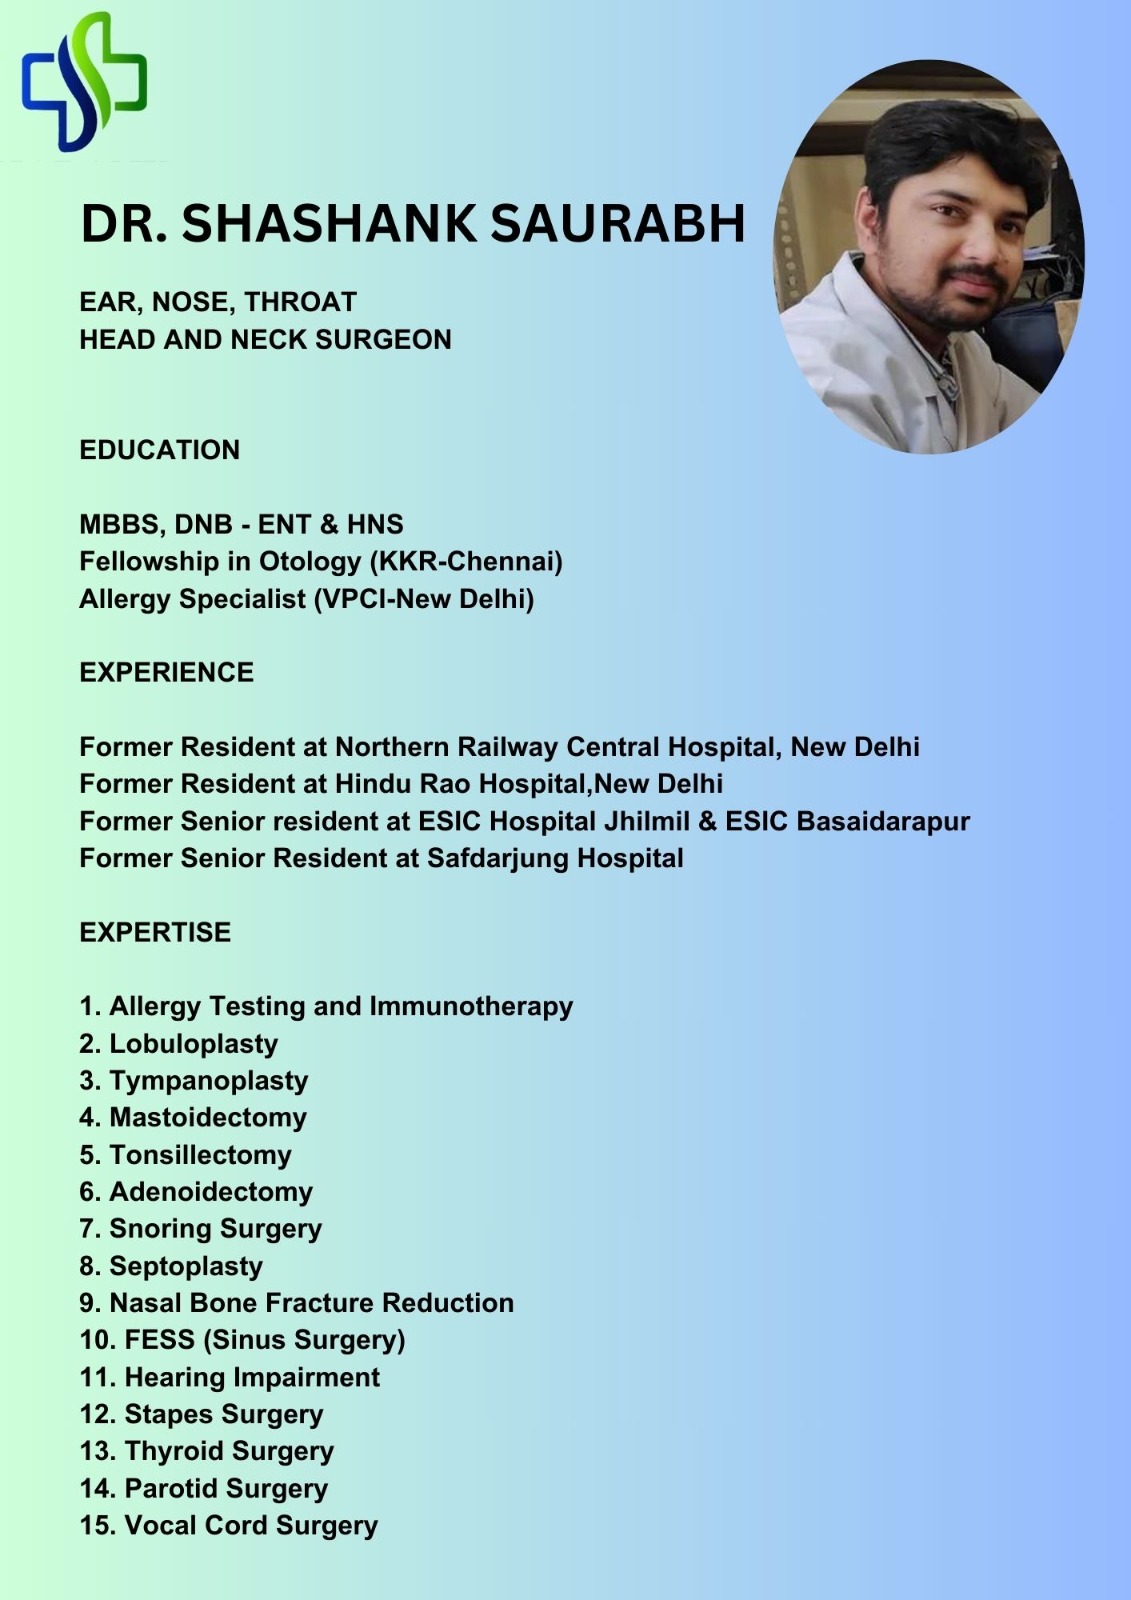 DR. SHASHANK SAURABH
EAR, NOSE, THROAT
HEAD AND NECK SURGEON
EDUCATION
MBBS, DNB - ENT & HNS
Fellowship in Otology (KKR-Chennai)
Allergy Specialist (VPCI-New Delhi)
EXPERIENCE
Former Resident at Northern Railway Central Hospital, New Delhi
Former Resident at Hindu Rao Hospital,New Delhi
Former Senior resident at ESIC Hospital Jhilmil & ESIC Basaidarapur
Former Senior Resident at Safdarjung Hospital
EXPERTISE
1. Allergy Testing and Immunotherapy
2. Lobuloplasty
3. Tympanoplasty
4. Mastoidectomy
5. Tonsillectomy
6. Adenoidectomy
7. Snoring Surgery
8. Septoplasty
9. Nasal Bone Fracture Reduction
10. FESS (Sinus Surgery)
11. Hearing Impairment
12. Stapes Surgery
13. Thyroid Surgery
14. Parotid Surgery
15. Vocal Cord Surgery